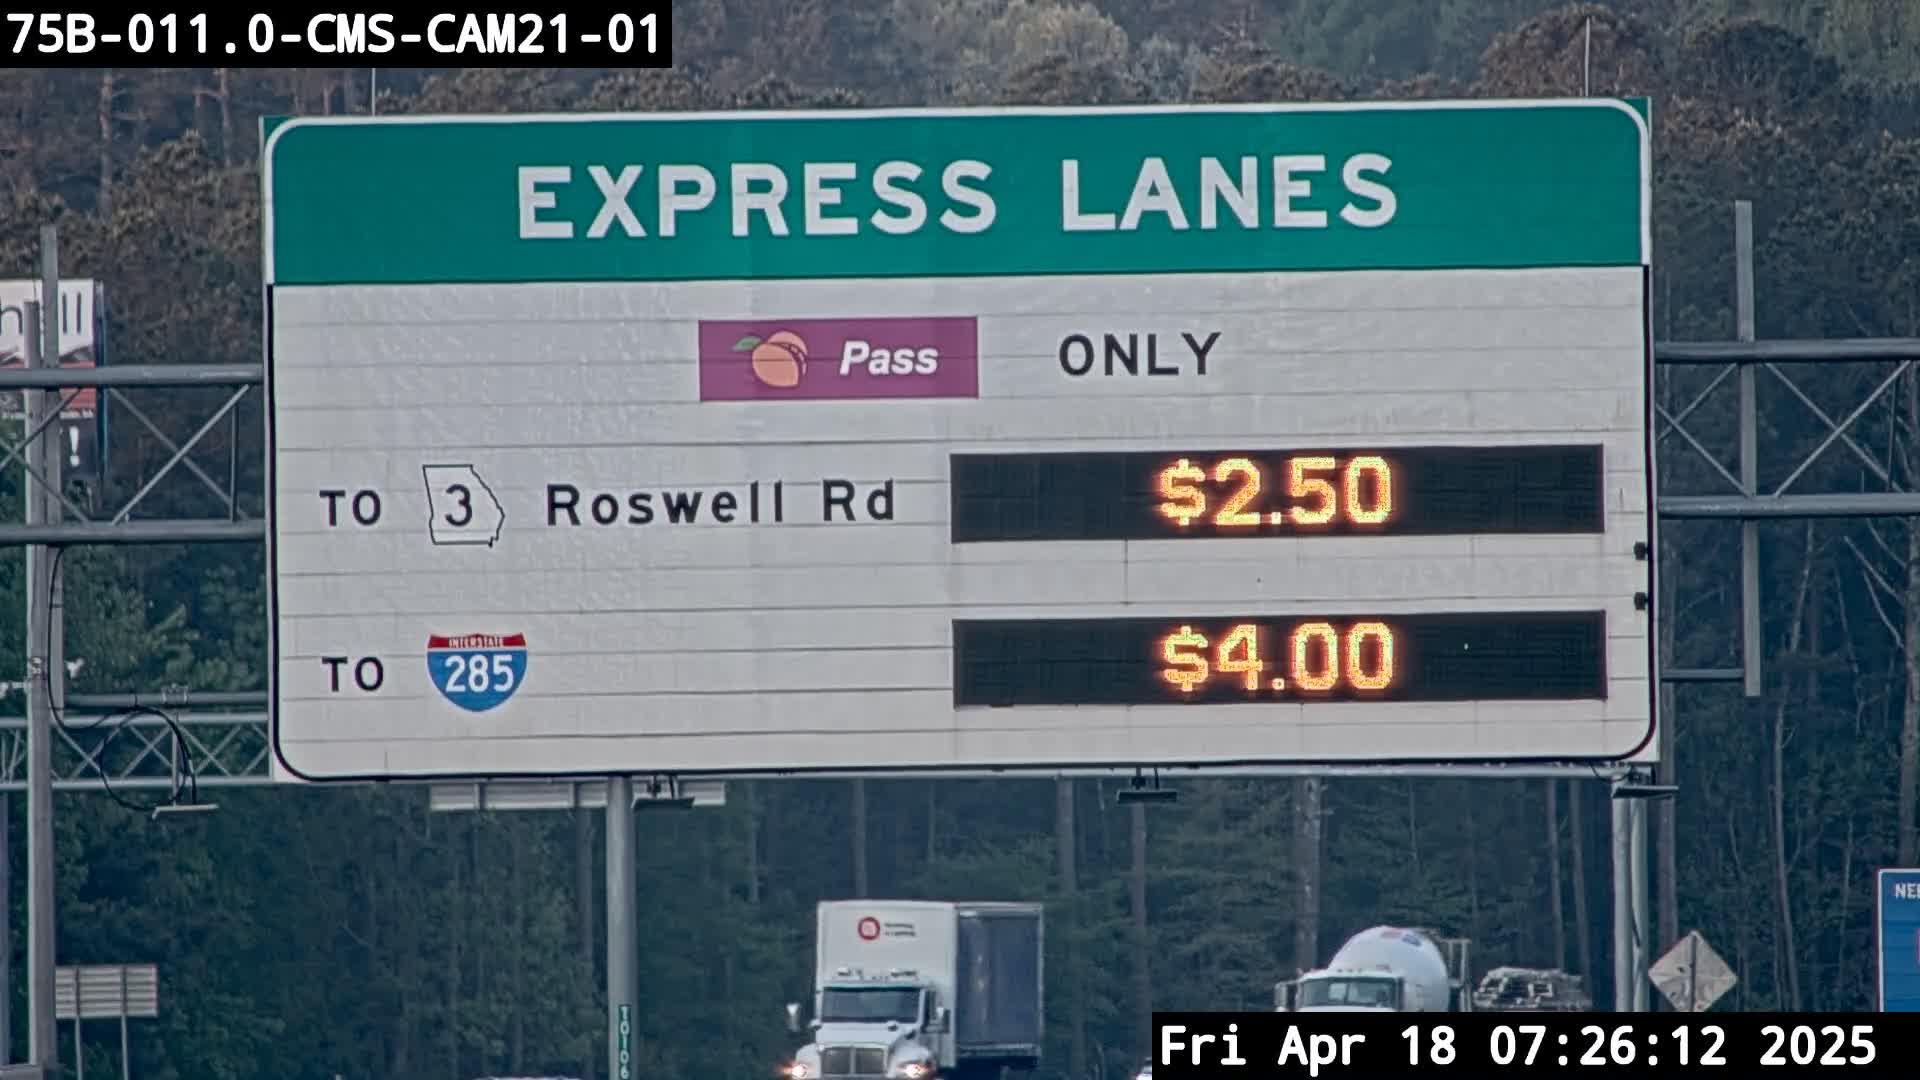 75B-011.0-CMS-CAM21-01
EXPRESS LANES
Pass ONLY
TO 3 Roswell Rd $2.50
INTERSTATE
TO 285 $4.00
NEE
Fri Apr 18 07:26:12 2025